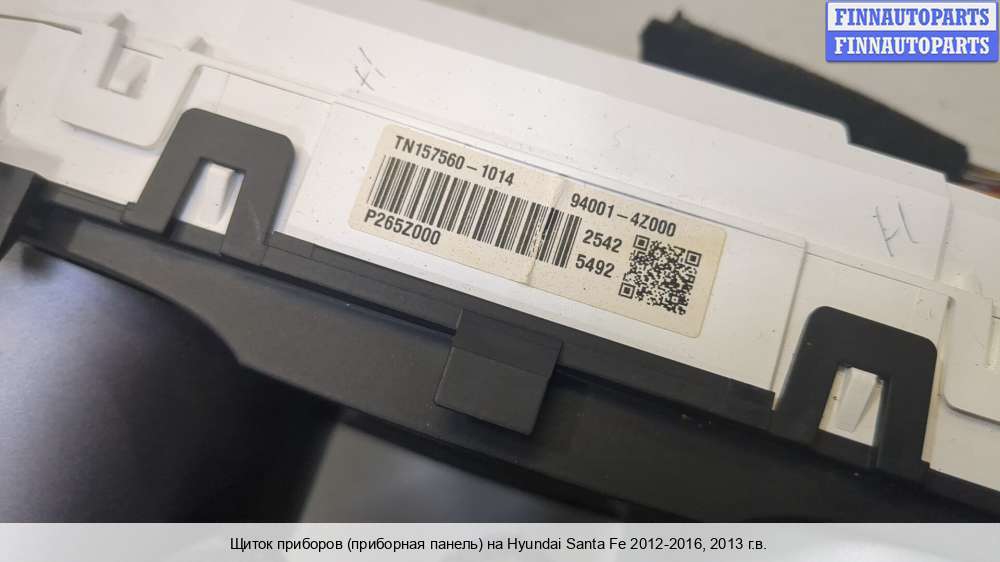 FINNAUTOPARTS
FINNAUTOPARTS
TN157560-1014
94001-4Z000
2542
5492
P265Z000
Щиток приборов (приборная панель) на Hyundai Santa Fe 2012-2016, 2013 г.в.